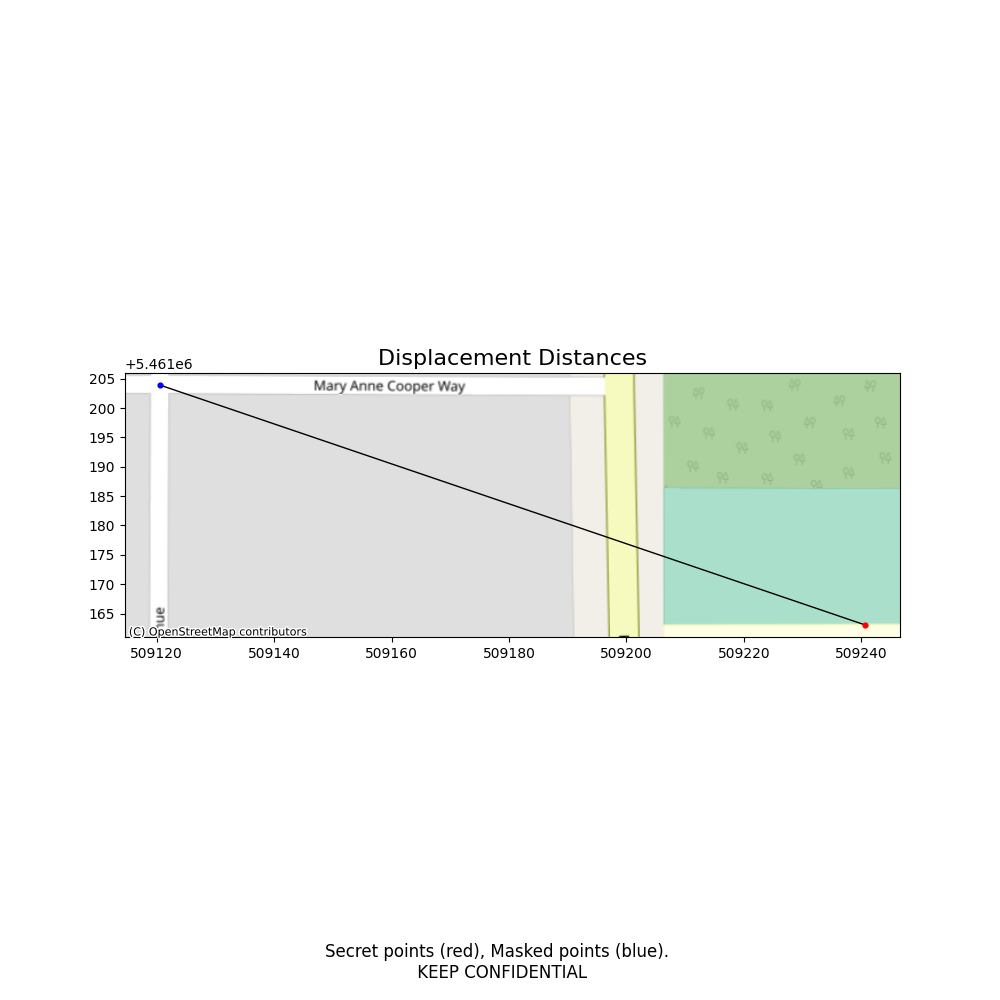 Displacement Distances
+5.461e6
205
200
195
190
185
180
175
170
165
Mary Anne Cooper Way
nue
(C) OpenStreetMap contributors
509120 509140 509160 509180 509200 509220 509240
Secret points (red), Masked points (blue).
KEEP CONFIDENTIAL